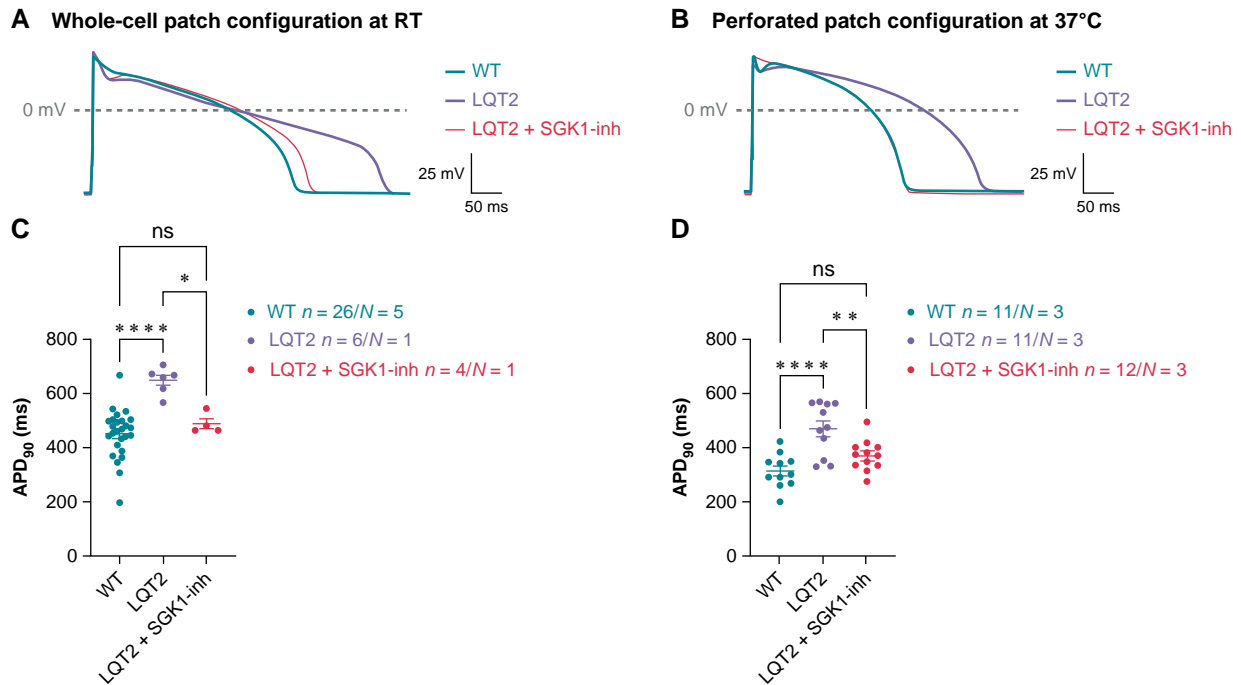 A Whole-cell patch configuration at RT
0 mV
WT
LQT2
LQT2 + SGK1-inh
25 mV
50 ms
B Perforated patch configuration at 37°C
0 mV
WT
LQT2
LQT2 + SGK1-inh
25 mV
50 ms
C
ns
*
****
WT n = 26/N = 5
LQT2 n = 6/N = 1
LQT2 + SGK1-inh n = 4/N = 1
APD90 (ms)
800
600
400
200
0
WT
LQT2
LQT2 + SGK1-inh
D
ns
**
****
WT n = 11/N = 3
LQT2 n = 11/N = 3
LQT2 + SGK1-inh n = 12/N = 3
APD90 (ms)
800
600
400
200
0
WT
LQT2
LQT2 + SGK1-inh